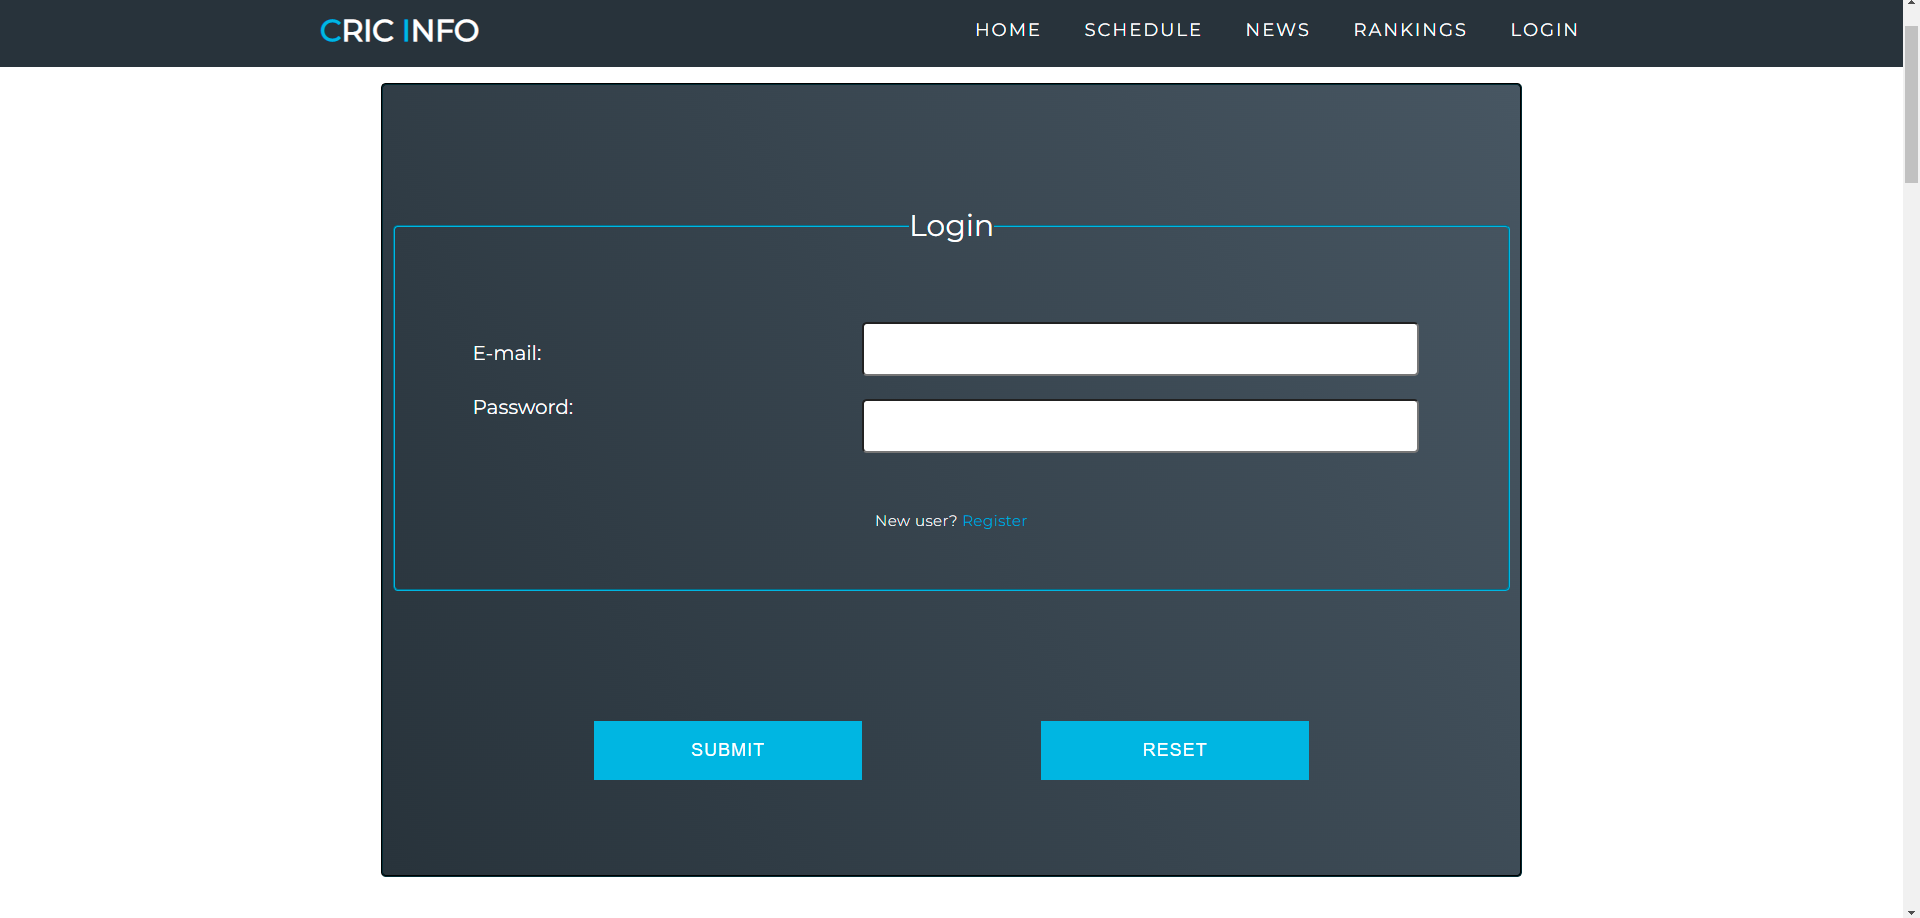 CRIC INFO
HOME SCHEDULE NEWS RANKINGS LOGIN
Login
E-mail:
Password:
New user? Register
SUBMIT RESET